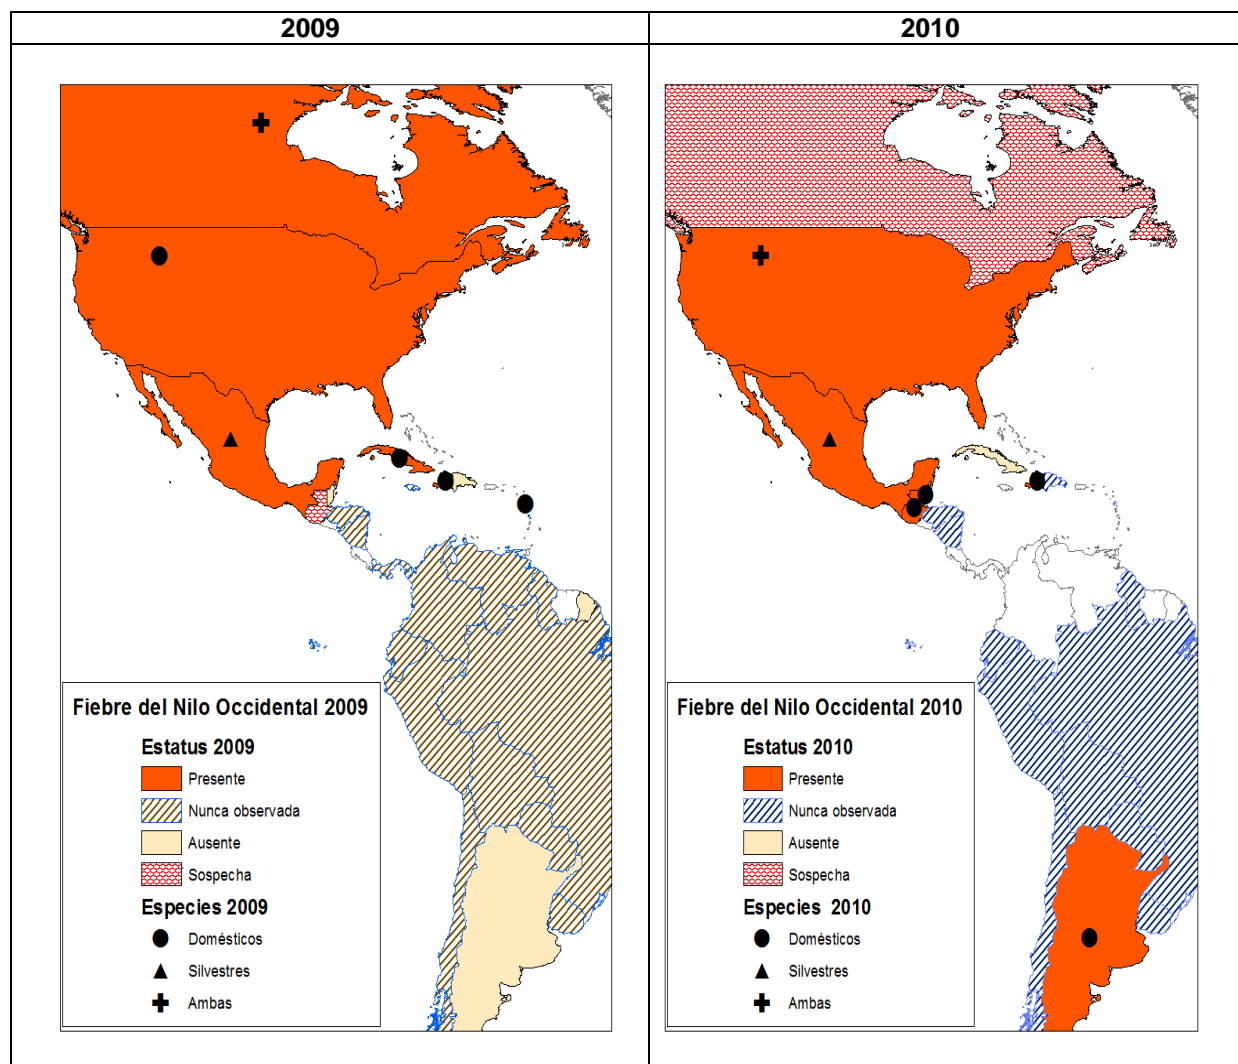 2009
2010
Fiebre del Nilo Occidental 2009
Estatus 2009
Presente
Nunca observada
Ausente
Sospecha
Especies 2009
Domésticos
Silvestres
Ambas
Fiebre del Nilo Occidental 2010
Estatus 2010
Presente
Nunca observada
Ausente
Sospecha
Especies 2010
Domésticos
Silvestres
Ambas